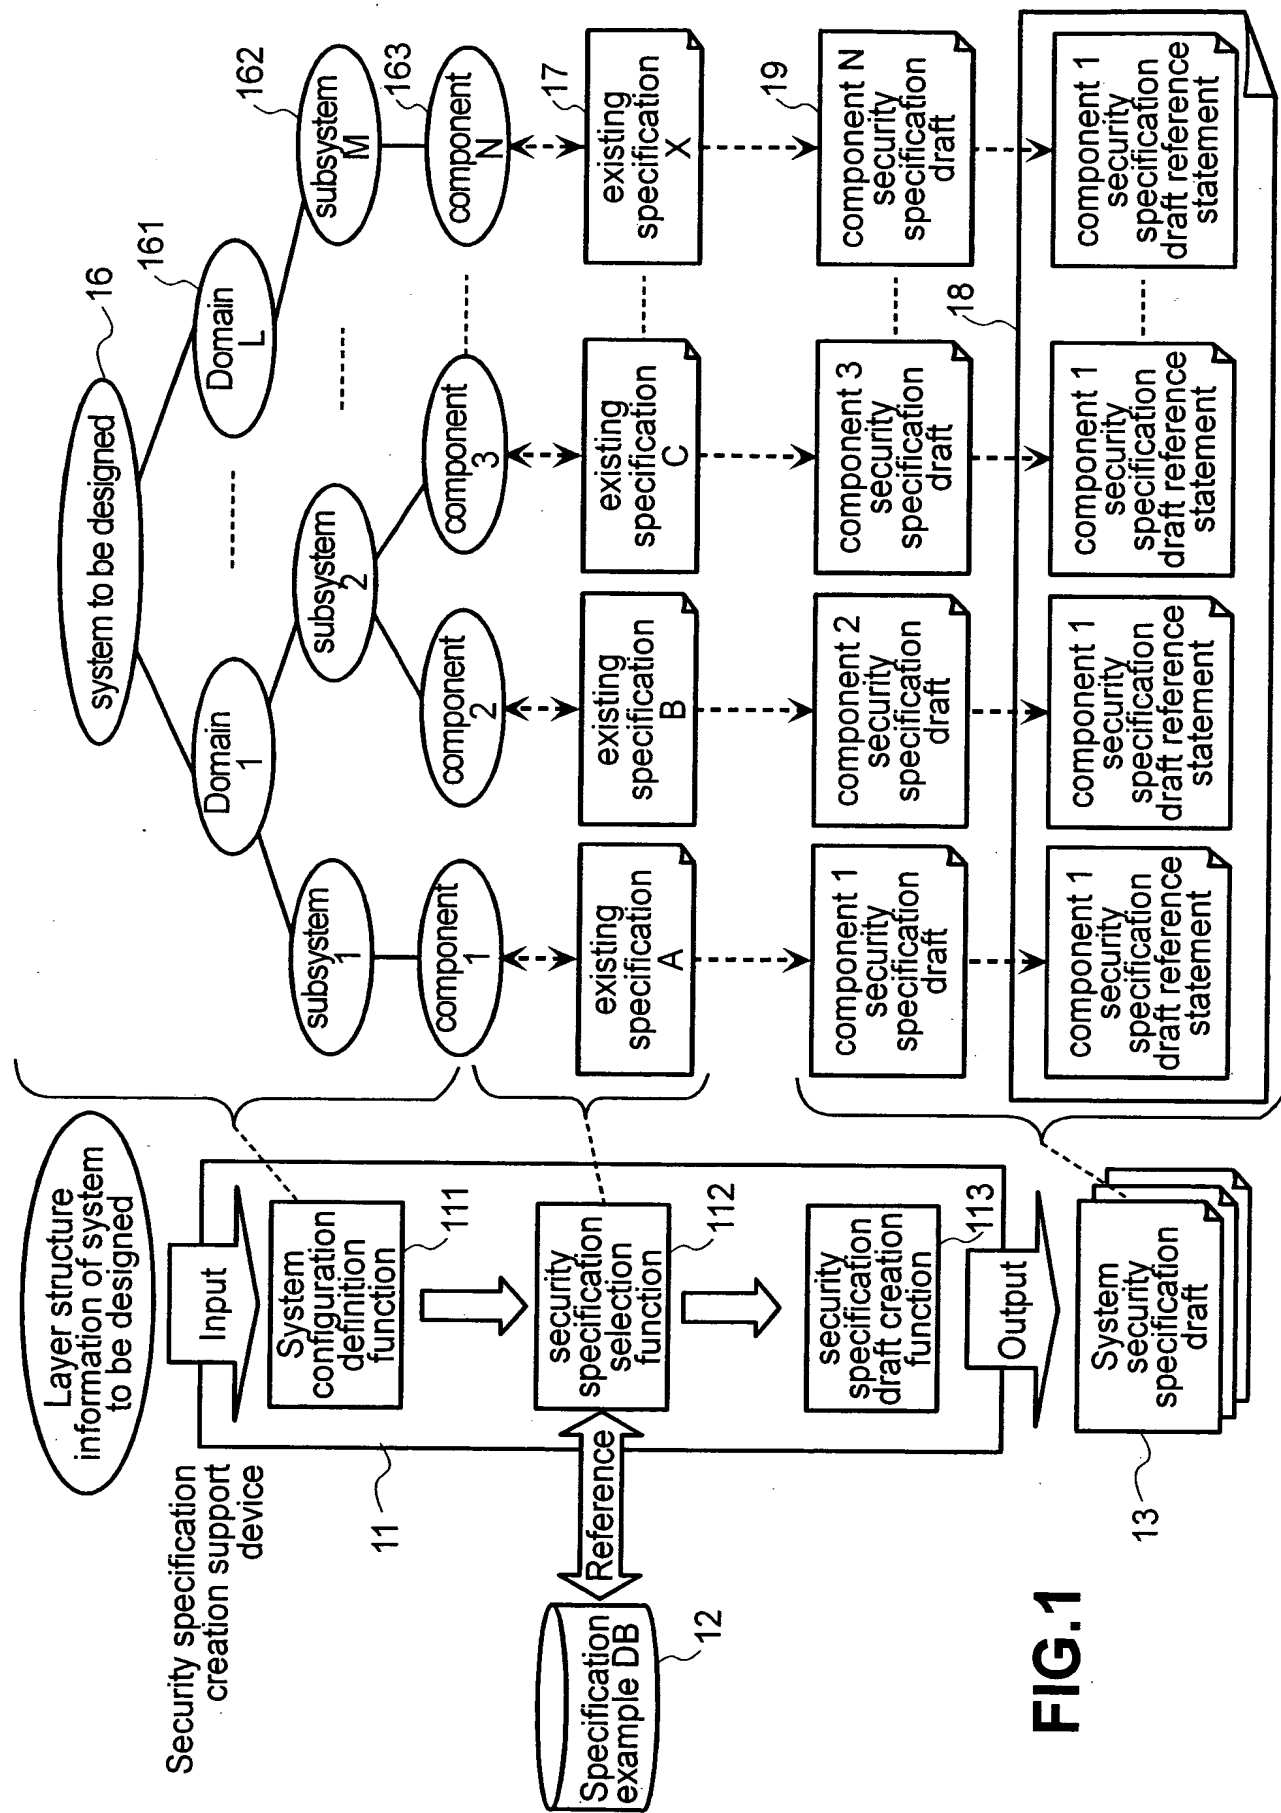 Layer structure
information of system
to be designed
Security specification
creation support
device
11
Input
System
configuration
definition
function
111
security
specification
selection
function
112
Reference
Specification
example DB
12
security
specification
draft creation
function
113
Output
System
security
specification
draft
13
system to be designed
16
Domain
1
Domain
L
161
subsystem
1
subsystem
2
subsystem
M
162
component
1
component
2
component
3
component
N
163
existing
specification
A
existing
specification
B
existing
specification
C
existing
specification
X
17
component 1
security
specification
draft
component 2
security
specification
draft
component 3
security
specification
draft
component N
security
specification
draft
19
18
component 1
security
specification
draft reference
statement
component 1
security
specification
draft reference
statement
component 1
security
specification
draft reference
statement
component 1
security
specification
draft reference
statement
FIG.1